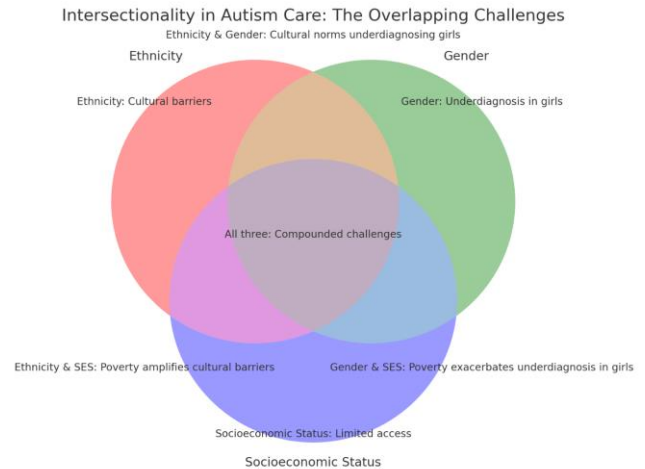 Intersectionality in Autism Care: The Overlapping Challenges
Ethnicity & Gender: Cultural norms underdiagnosing girls
Ethnicity
Gender
Ethnicity: Cultural barriers
Gender: Underdiagnosis in girls
All three: Compounded challenges
Ethnicity & SES: Poverty amplifies cultural barriers
Gender & SES: Poverty exacerbates underdiagnosis in girls
Socioeconomic Status: Limited access
Socioeconomic Status